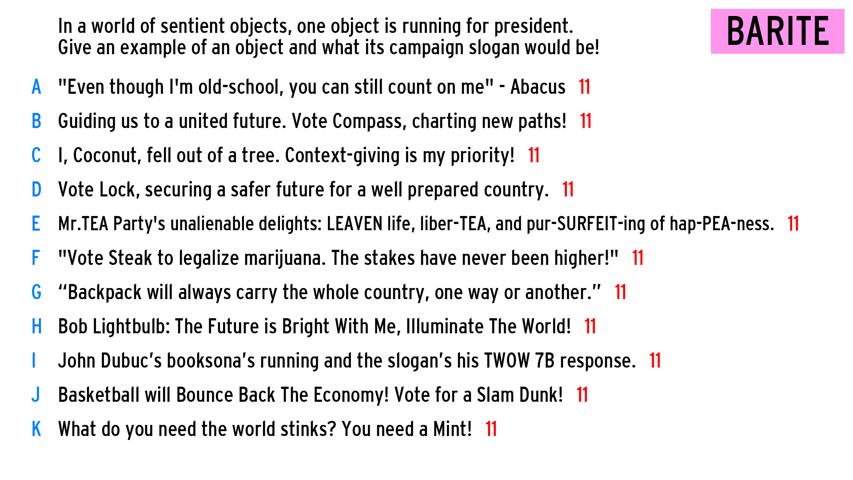 In a world of sentient objects, one object is running for president.
Give an example of an object and what its campaign slogan would be!
BARITE
A "Even though I'm old-school, you can still count on me" - Abacus 11
B Guiding us to a united future. Vote Compass, charting new paths! 11
C I, Coconut, fell out of a tree. Context-giving is my priority! 11
D Vote Lock, securing a safer future for a well prepared country. 11
E Mr.TEA Party's unalienable delights: LEAVEN life, liber-TEA, and pur-SURFEIT-ing of hap-PEA-ness. 11
F "Vote Steak to legalize marijuana. The stakes have never been higher!" 11
G “Backpack will always carry the whole country, one way or another.” 11
H Bob Lightbulb: The Future is Bright With Me, Illuminate The World! 11
I John Dubuc’s booksona’s running and the slogan’s his TWOW 7B response. 11
J Basketball will Bounce Back The Economy! Vote for a Slam Dunk! 11
K What do you need the world stinks? You need a Mint! 11